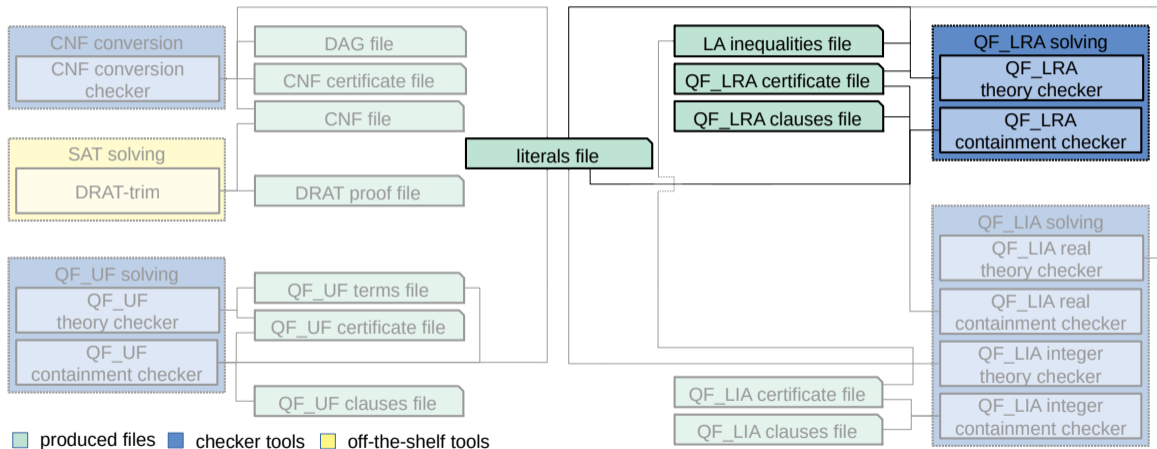 CNF conversion
CNF conversion
checker
DAG file
CNF certificate file
CNF file
SAT solving
DRAT-trim
DRAT proof file
QF_UF solving
QF_UF
theory checker
QF_UF
containment checker
QF_UF terms file
QF_UF certificate file
QF_UF clauses file
literals file
LA inequalities file
QF_LRA certificate file
QF_LRA clauses file
QF_LRA solving
QF_LRA
theory checker
QF_LRA
containment checker
QF_LIA solving
QF_LIA real
theory checker
QF_LIA real
containment checker
QF_LIA integer
theory checker
QF_LIA integer
containment checker
QF_LIA certificate file
QF_LIA clauses file
produced files
checker tools
off-the-shelf tools